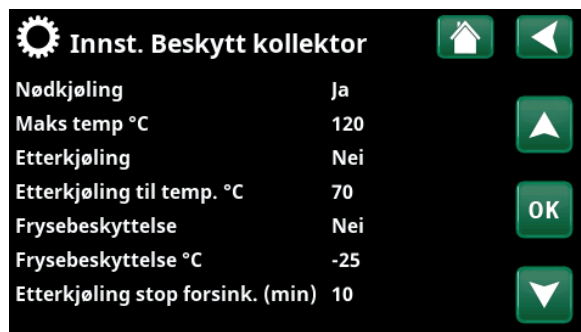 Innst. Beskytt kollektor
Nødkjøling Ja
Maks temp °C 120
Etterkjøling Nei
Etterkjøling til temp. °C 70
OK
Frysebeskyttelse Nei
Frysebeskyttelse °C -25
Etterkjøling stop forsink. (min) 10